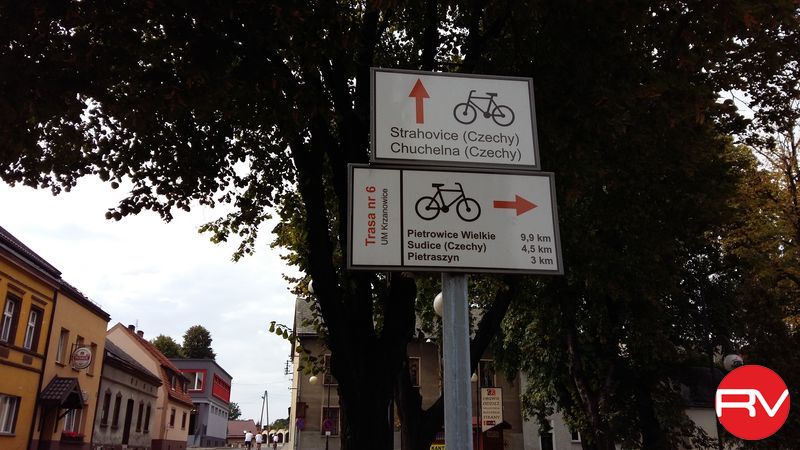 Strahovice (Czechy)
Chuchelna (Czechy)
Trasa nr 6
UM Krzanowice
Pietrowice Wielkie 9,9 km
Sudice (Czechy) 4,5 km
Pietraszyn 3 km
RV